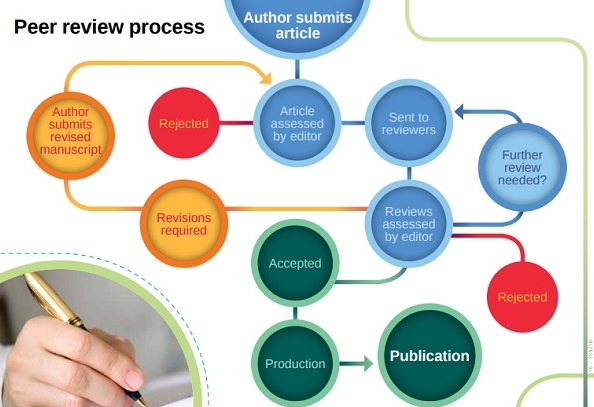 Peer review process
Author submits
article
Author
submits
revised
manuscript
Rejected
Article
assessed
by editor
Sent to
reviewers
Further
review
needed?
Revisions
required
Reviews
assessed
by editor
Accepted
Rejected
Production
Publication